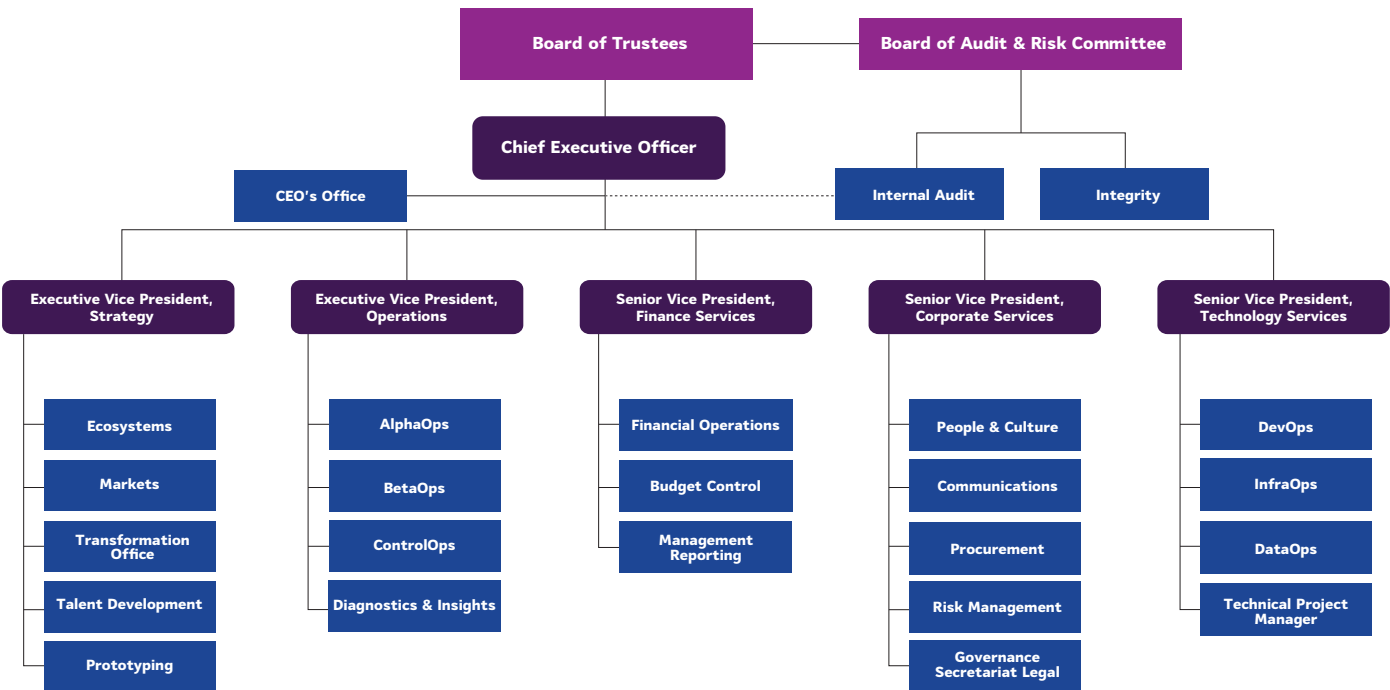 Board of Trustees
Board of Audit & Risk Committee
Chief Executive Officer
CEO's Office
Internal Audit
Integrity
Executive Vice President,
Strategy
Executive Vice President,
Operations
Senior Vice President,
Finance Services
Senior Vice President,
Corporate Services
Senior Vice President,
Technology Services
Ecosystems
Markets
Transformation
Office
Talent Development
Prototyping
AlphaOps
BetaOps
ControlOps
Diagnostics & Insights
Financial Operations
Budget Control
Management
Reporting
People & Culture
Communications
Procurement
Risk Management
Governance
Secretariat Legal
DevOps
InfraOps
DataOps
Technical Project
Manager